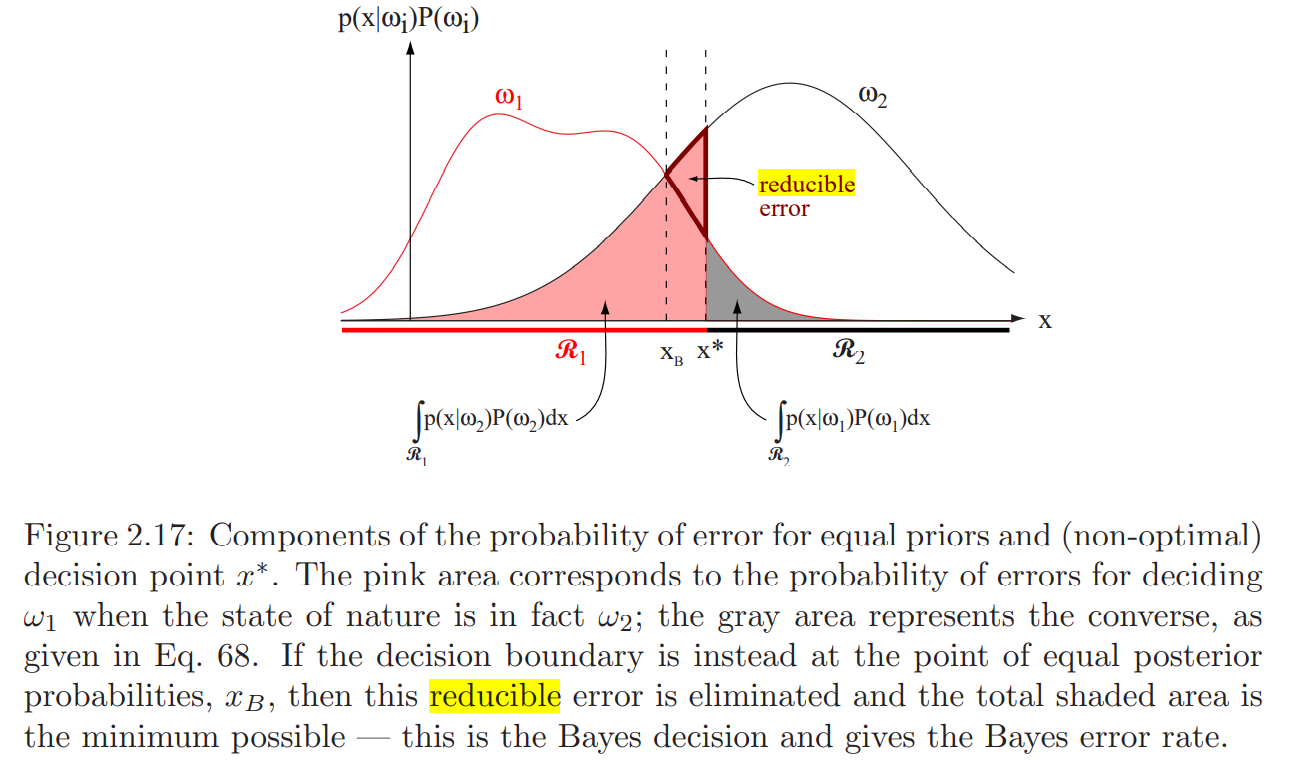 p(x|ωi)P(ωi)
ω1
ω2
reducible
error
x
R1
xB
x*
R2
∫p(x|ω2)P(ω2)dx
R1
∫p(x|ω1)P(ω1)dx
R2
Figure 2.17: Components of the probability of error for equal priors and (non-optimal)
decision point x*. The pink area corresponds to the probability of errors for deciding
ω1 when the state of nature is in fact ω2; the gray area represents the converse, as
given in Eq. 68. If the decision boundary is instead at the point of equal posterior
probabilities, xB, then this reducible error is eliminated and the total shaded area is
the minimum possible — this is the Bayes decision and gives the Bayes error rate.